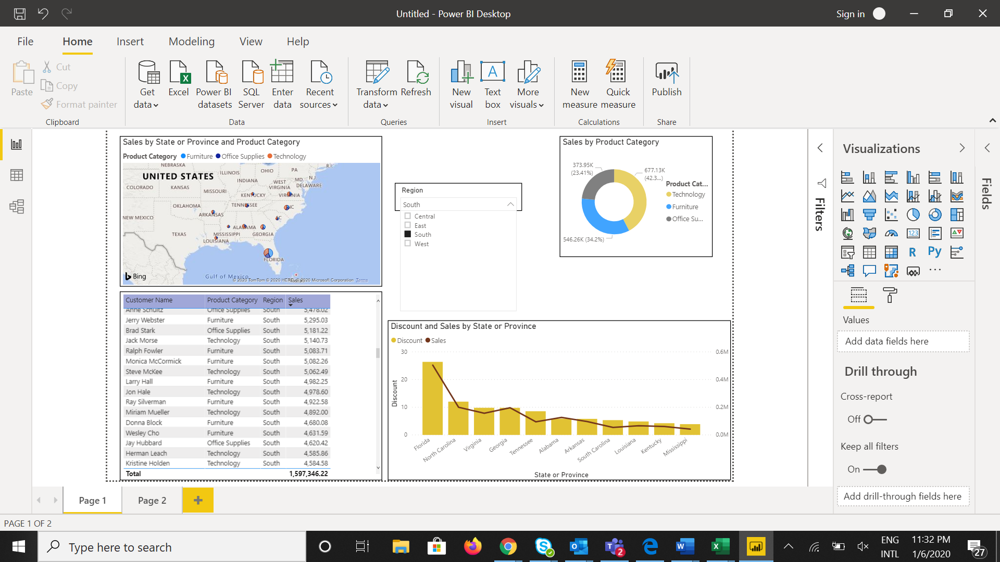 Untitled - Power BI Desktop
Sign in
File Home Insert Modeling View Help
Paste
Cut
Copy
Format painter
Clipboard
Get data
Excel
Power BI datasets
SQL Server
Enter data
Recent sources
Data
Transform data
Refresh
Queries
New visual
Text box
More visuals
Insert
New measure
Quick measure
Calculations
Publish
Share
Sales by State or Province and Product Category
Product Category Furniture Office Supplies Technology
NEBRASKA
UNITED STATES
ILLINOIS
OHIO
PA
R.I.
N.J.
INDIANA
MD.
WEST VIRGINIA
DELAWARE
COLORADO
KANSAS
MISSOURI
KENTUCKY
VIRGINIA
OKLAHOMA
TENNESSEE
NC
NEW MEXICO
ARKANSAS
SC
TEXAS
ALABAMA
MISSISSIPPI
GEORGIA
LOUISIANA
FLORIDA
Gulf of Mexico
Bing
© 2020 TomTom © 2020 HERE, © 2020 Microsoft Corporation Terms
Region
South
Central
East
South
West
Sales by Product Category
373.95K (23.41%)
677.13K (42.3...)
546.26K (34.2%)
Product Cat...
Technology
Furniture
Office Su...
Customer Name Product Category Region Sales
Anne Schultz Office Supplies South 5,478.02
Jerry Webster Furniture South 5,295.03
Brad Stark Office Supplies South 5,181.22
Jack Morse Technology South 5,140.73
Ralph Fowler Furniture South 5,083.71
Monica McCormick Furniture South 5,082.26
Steve McKee Technology South 5,062.49
Larry Hall Furniture South 4,982.25
Jon Hale Technology South 4,978.60
Ray Silverman Furniture South 4,922.58
Miriam Mueller Technology South 4,892.00
Donna Block Furniture South 4,680.08
Wesley Cho Furniture South 4,631.59
Jay Hubbard Office Supplies South 4,620.42
Herman Leach Technology South 4,585.86
Kristine Holden Technology South 4,584.58
Total 1,597,346.22
Discount and Sales by State or Province
Discount Sales
30
20
10
0
Discount
0.6M
0.4M
0.2M
0.0M
Florida
North Carolina
Virginia
Georgia
Tennessee
Alabama
Arkansas
South Carolina
Louisiana
Kentucky
Mississippi
State or Province
Filters
Visualizations
123
R
Py
...
Values
Add data fields here
Drill through
Cross-report
Off
Keep all filters
On
Add drill-through fields here
Fields
Page 1
Page 2
PAGE 1 OF 2
Type here to search
2
ENG
INTL
11:32 PM
1/6/2020
27